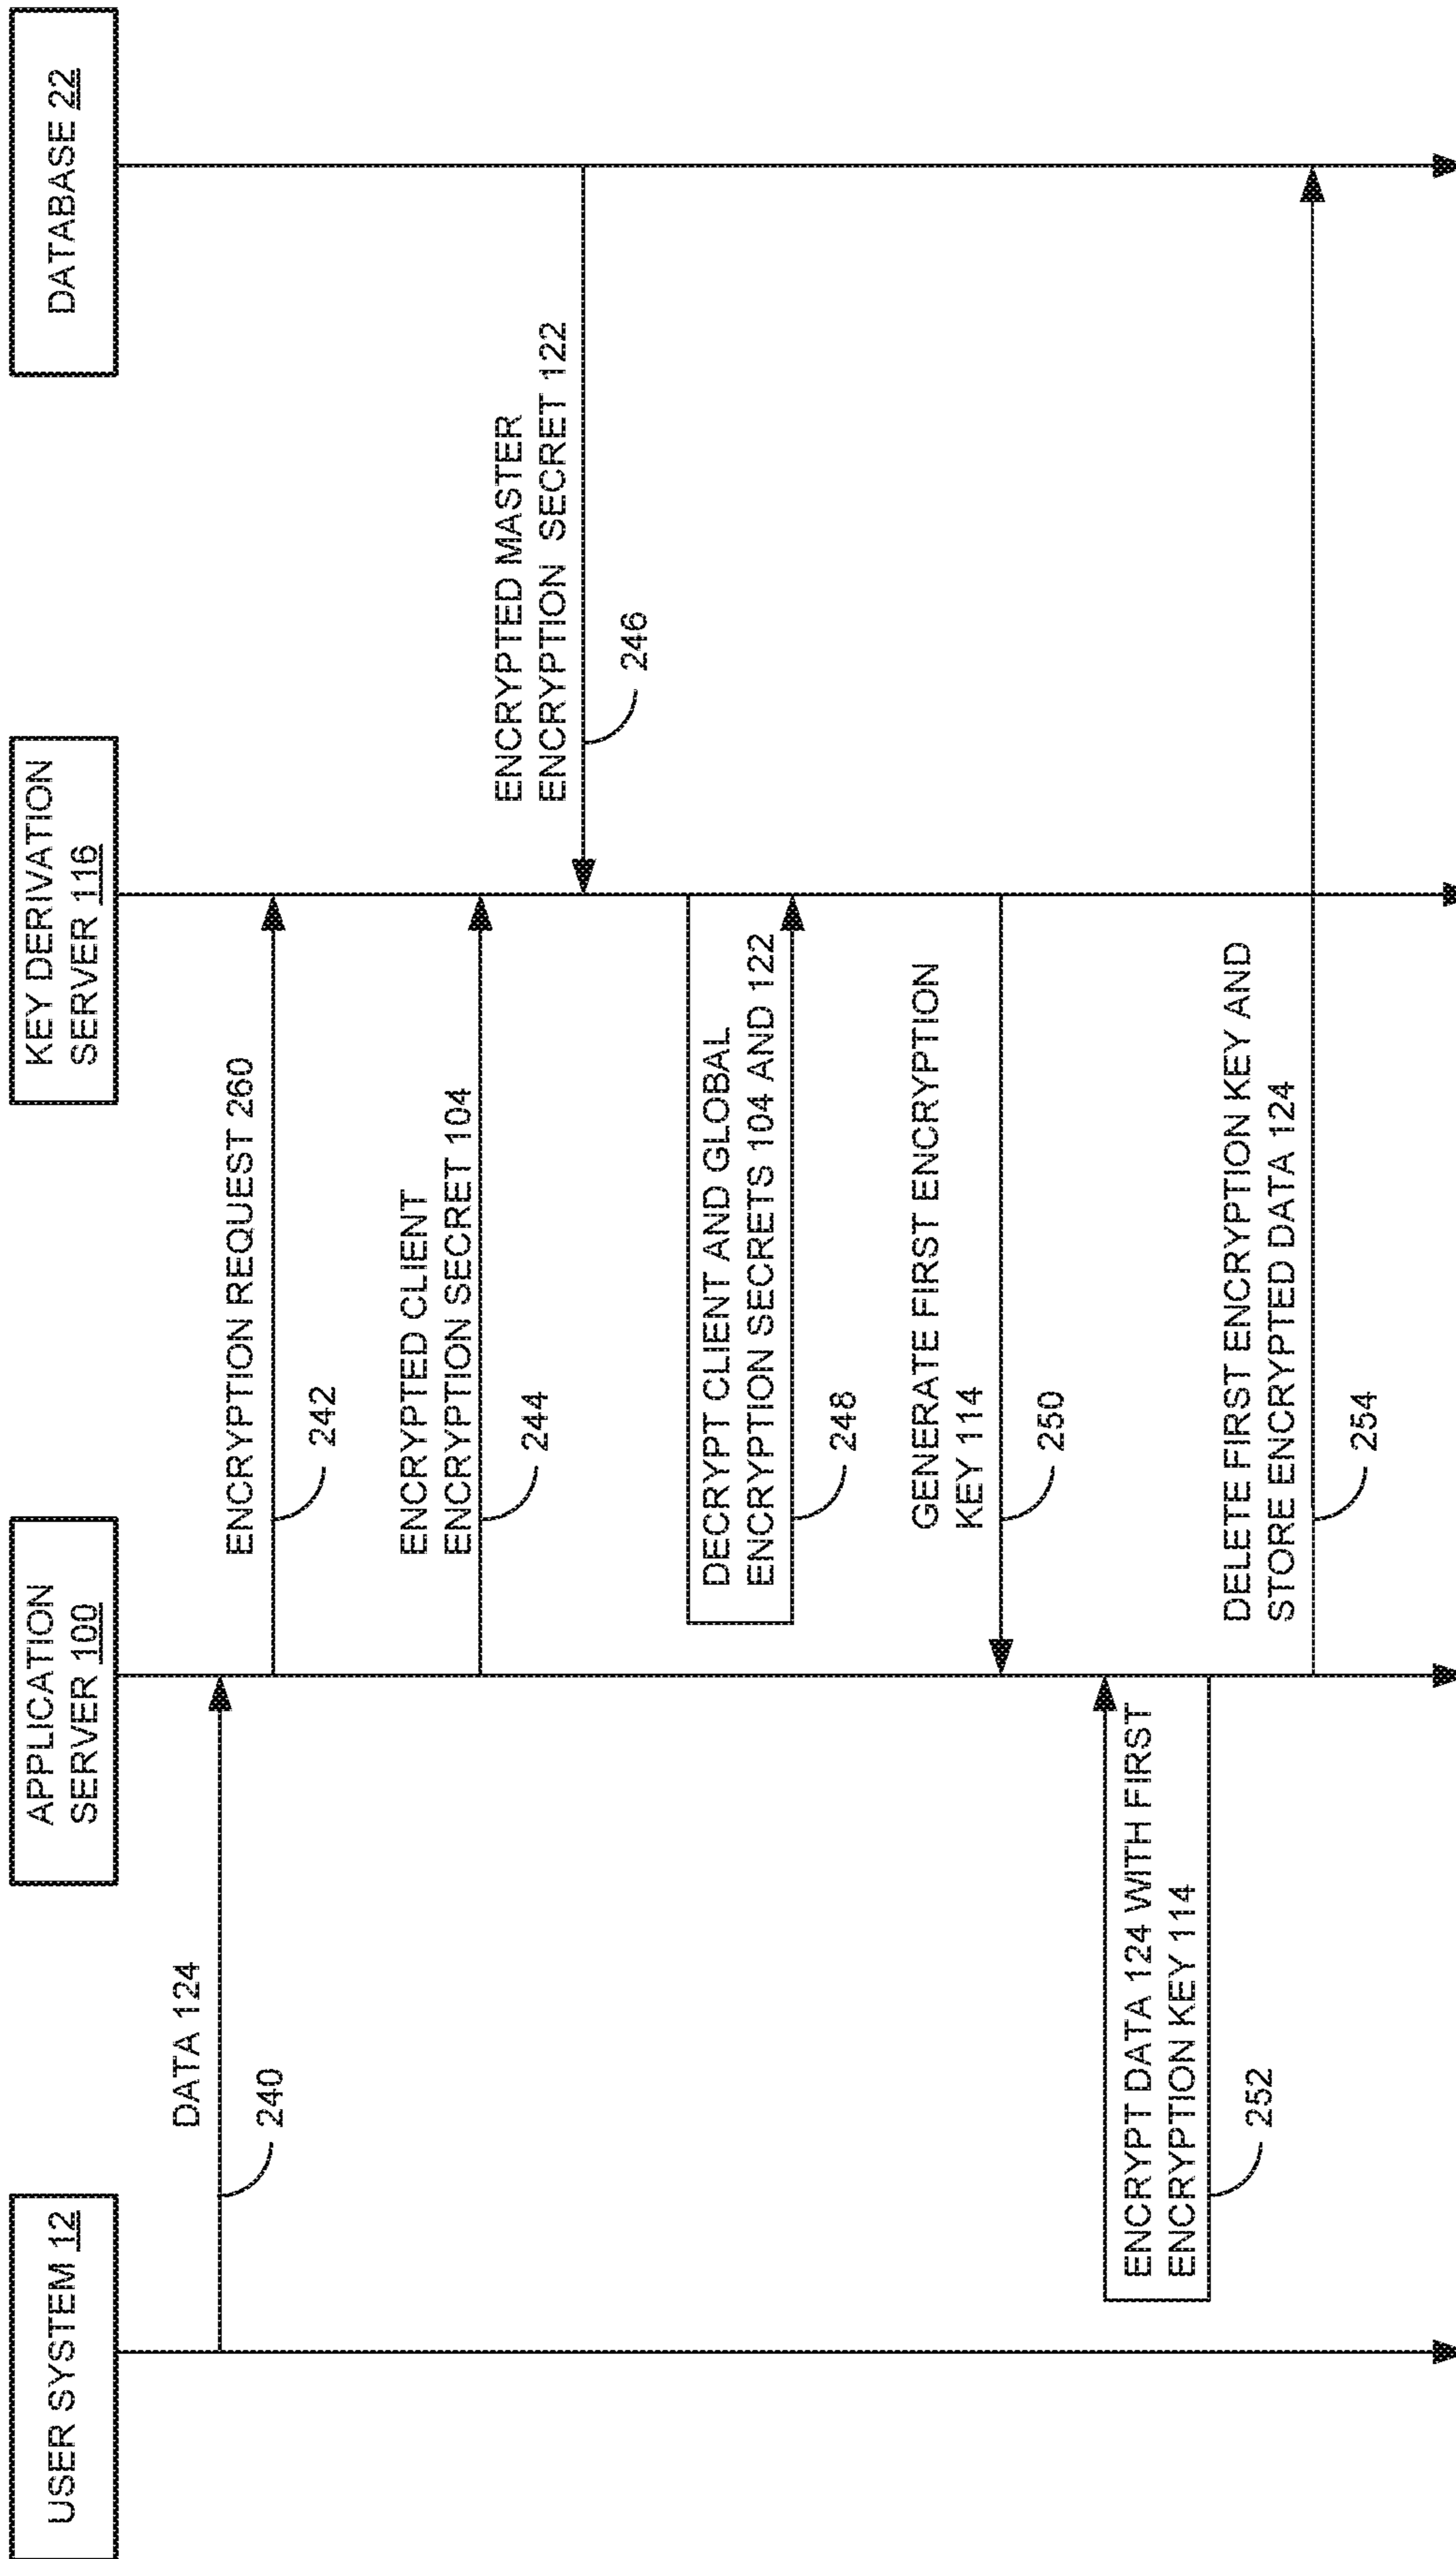 USER SYSTEM 12
APPLICATION
SERVER 100
KEY DERIVATION
SERVER 116
DATABASE 22
DATA 124
240
ENCRYPTION REQUEST 260
242
ENCRYPTED CLIENT
ENCRYPTION SECRET 104
244
ENCRYPTED MASTER
ENCRYPTION SECRET 122
246
DECRYPT CLIENT AND GLOBAL
ENCRYPTION SECRETS 104 AND 122
248
GENERATE FIRST ENCRYPTION
KEY 114
250
ENCRYPT DATA 124 WITH FIRST
ENCRYPTION KEY 114
252
DELETE FIRST ENCRYPTION KEY AND
STORE ENCRYPTED DATA 124
254